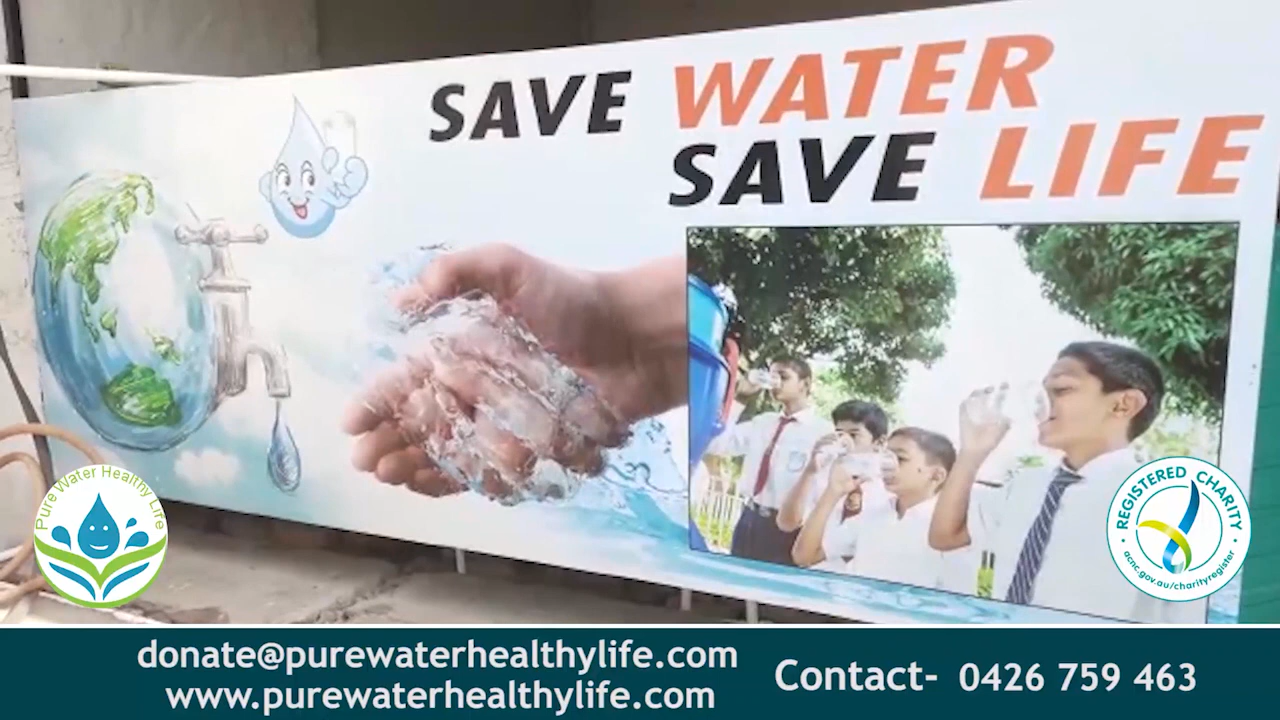 SAVE WATER
SAVE LIFE
Pure Water Healthy Life
REGISTERED CHARITY
acnc.gov.au/charityregister
donate@purewaterhealthylife.com
www.purewaterhealthylife.com
Contact- 0426 759 463